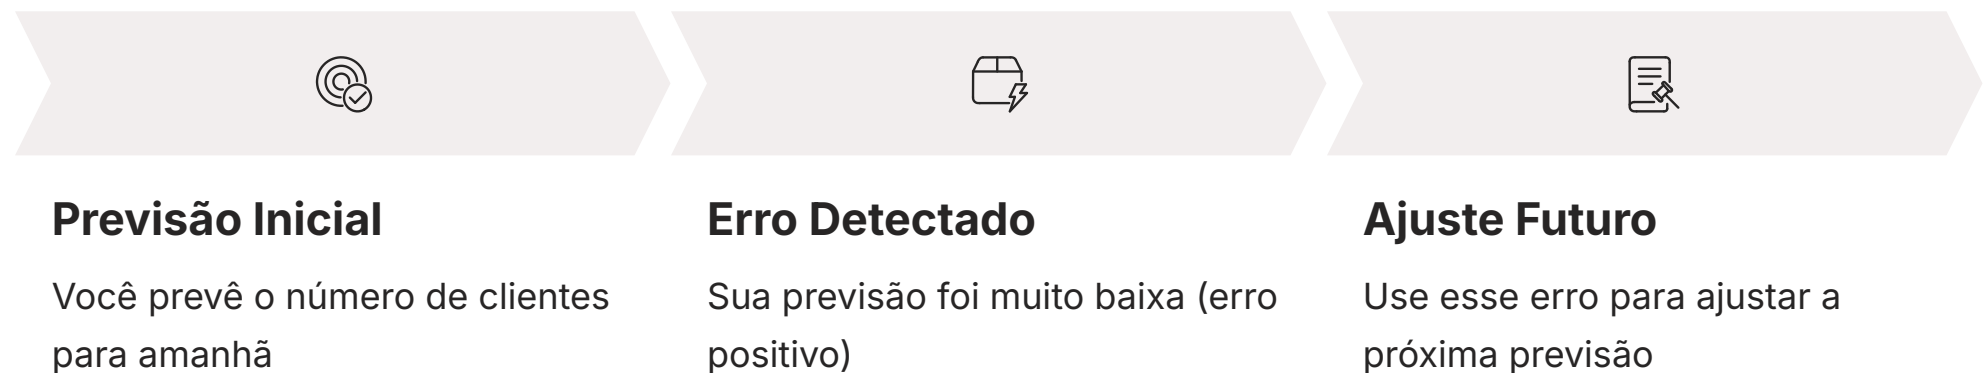 Previsão Inicial
Você prevê o número de clientes
para amanhã
Erro Detectado
Sua previsão foi muito baixa (erro
positivo)
Ajuste Futuro
Use esse erro para ajustar a
próxima previsão